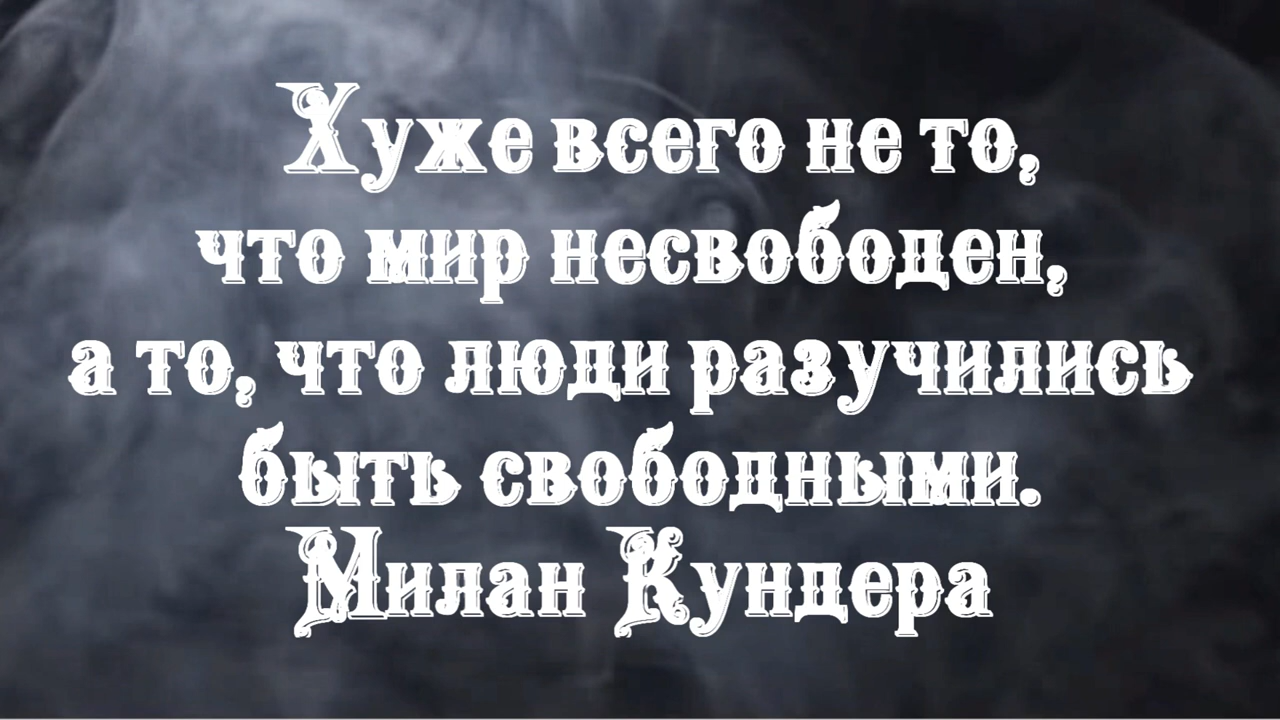 Хуже всего не то,
что мир несвободен,
а то, что люди разучились
быть свободными.
Милан Кундера